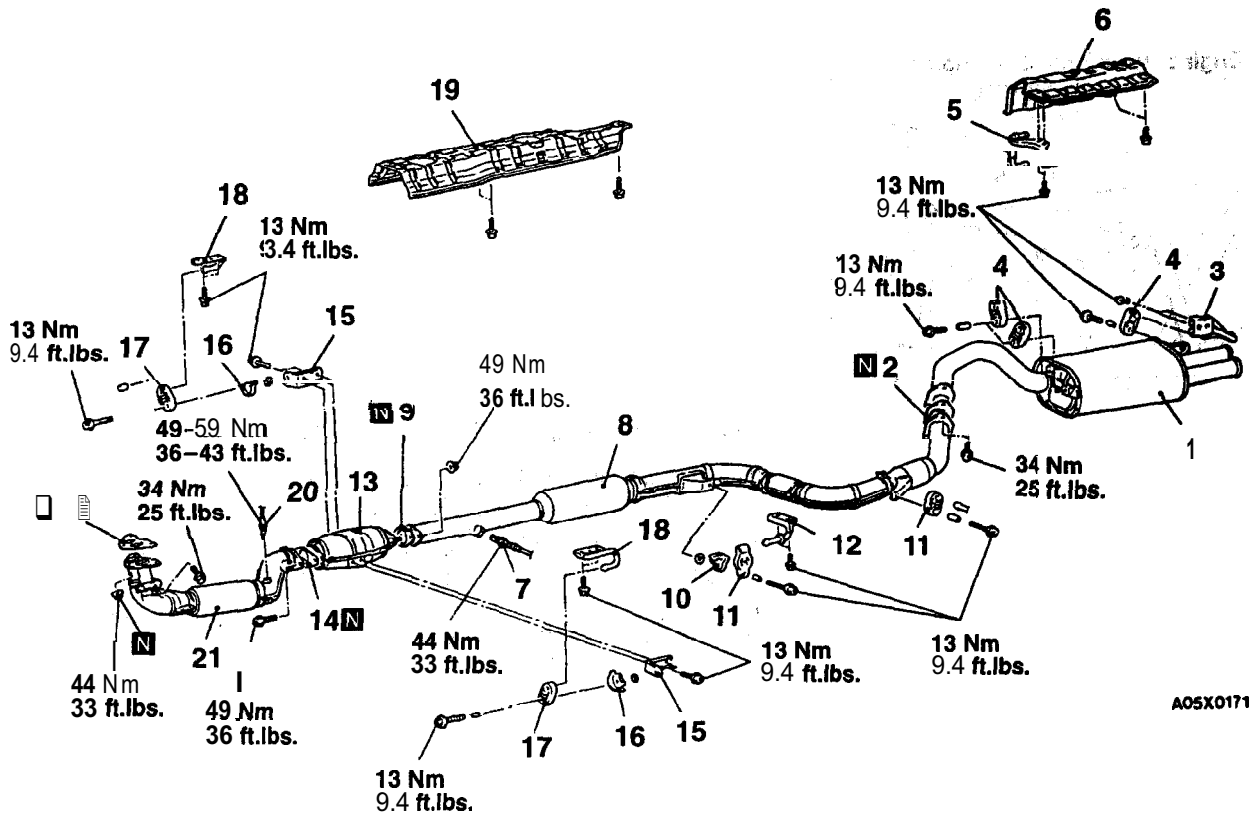 6
5
19
13 Nm
9.4 ft.lbs.
18
13 Nm
9.3.4 ft.lbs.
13 Nm
9.4 ft.lbs.
4
4
3
13 Nm
9.4 ft.lbs.
17
16
15
49 Nm
36 ft.l bs.
N 2
1
N 9
8
49-59 Nm
36-43 ft.lbs.
34 Nm
25 ft.lbs.
20
13
34 Nm
25 ft.lbs.
11
12
18
7
10
11
14 N
N
21
44 Nm
33 ft.lbs.
13 Nm
9.4 ft.lbs.
13 Nm
9.4 ft.lbs.
44 Nm
33 ft.lbs.
I
49 Nm
36 ft.lbs.
17
16
15
A05X0171
13 Nm
9.4 ft.lbs.